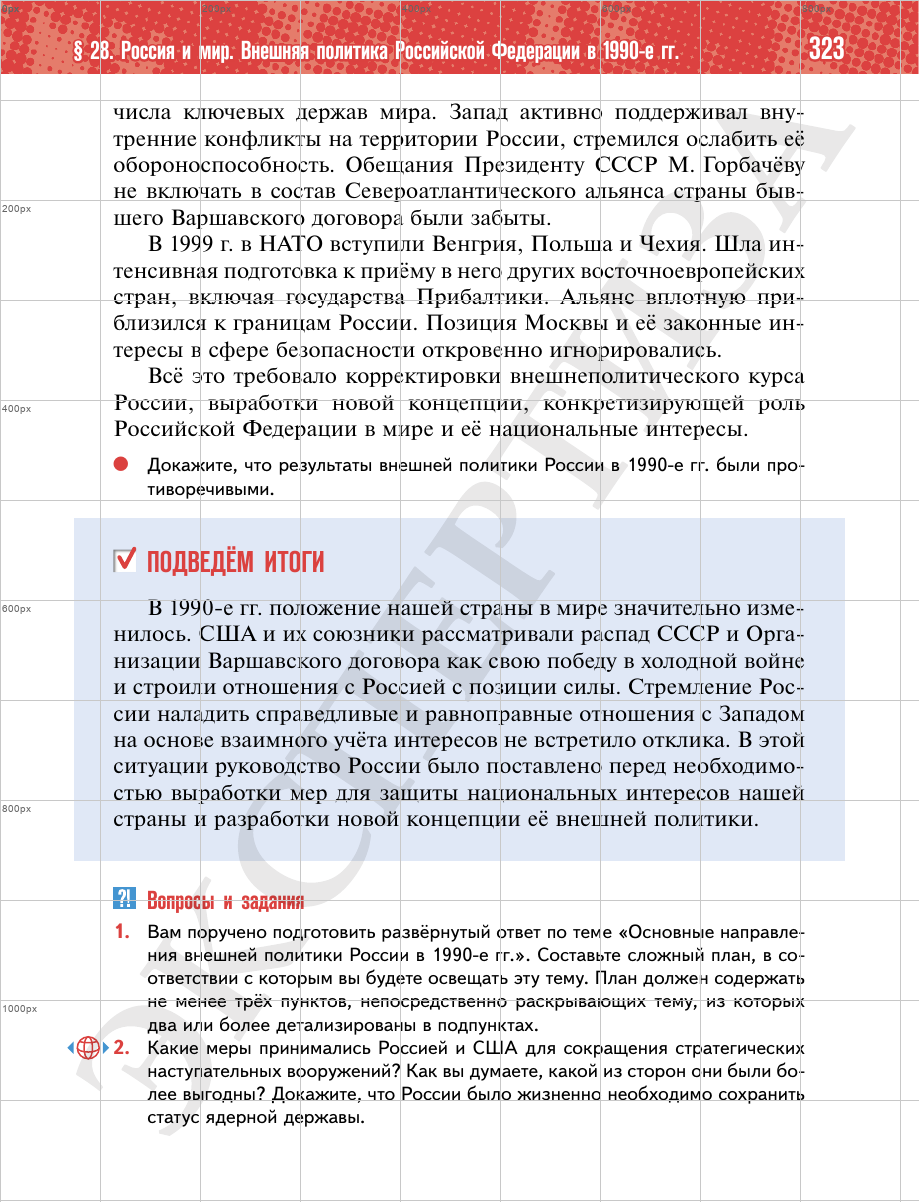 § 28. Россия и мир. Внешняя политика Российской Федерации в 1990-е гг. 323
числа ключевых держав мира. Запад активно поддерживал вну-
тренние конфликты на территории России, стремился ослабить её
обороноспособность. Обещания Президенту СССР М. Горбачёву
не включать в состав Североатлантического альянса страны быв-
шего Варшавского договора были забыты.
В 1999 г. в НАТО вступили Венгрия, Польша и Чехия. Шла ин-
тенсивная подготовка к приёму в него других восточноевропейских
стран, включая государства Прибалтики. Альянс вплотную при-
близился к границам России. Позиция Москвы и её законные ин-
тересы в сфере безопасности откровенно игнорировались.
Всё это требовало корректировки внешнеполитического курса
России, выработки новой концепции, конкретизирующей роль
Российской Федерации в мире и её национальные интересы.
Докажите, что результаты внешней политики России в 1990-е гг. были про-
тиворечивыми.
ПОДВЕДЁМ ИТОГИ
В 1990-е гг. положение нашей страны в мире значительно изме-
нилось. США и их союзники рассматривали распад СССР и Орга-
низации Варшавского договора как свою победу в холодной войне
и строили отношения с Россией с позиции силы. Стремление Рос-
сии наладить справедливые и равноправные отношения с Западом
на основе взаимного учёта интересов не встретило отклика. В этой
ситуации руководство России было поставлено перед необходимо-
стью выработки мер для защиты национальных интересов нашей
страны и разработки новой концепции её внешней политики.
?! Вопросы и задания
1. Вам поручено подготовить развёрнутый ответ по теме «Основные направле-
ния внешней политики России в 1990-е гг.». Составьте сложный план, в со-
ответствии с которым вы будете освещать эту тему. План должен содержать
не менее трёх пунктов, непосредственно раскрывающих тему, из которых
два или более детализированы в подпунктах.
2. Какие меры принимались Россией и США для сокращения стратегических
наступательных вооружений? Как вы думаете, какой из сторон они были бо-
лее выгодны? Докажите, что России было жизненно необходимо сохранить
статус ядерной державы.
ЭКСПЕРТИЗА
200px
400px
600px
800px
1000px